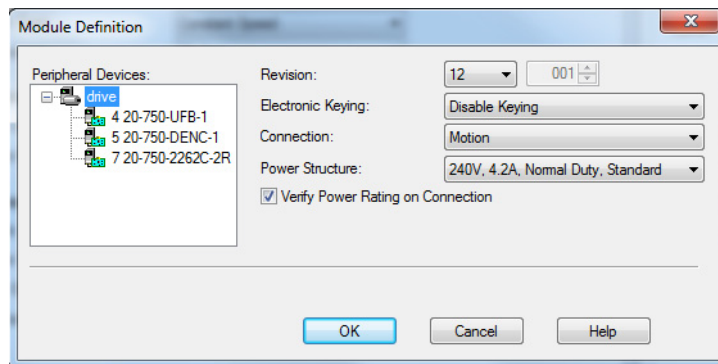 Module Definition
Constant Speed
Peripheral Devices:
drive
4 20-750-UFB-1
5 20-750-DENC-1
7 20-750-2262C-2R
Revision:
12
001
Electronic Keying:
Disable Keying
Connection:
Motion
Power Structure:
240V, 4.2A, Normal Duty, Standard
Verify Power Rating on Connection
OK
Cancel
Help